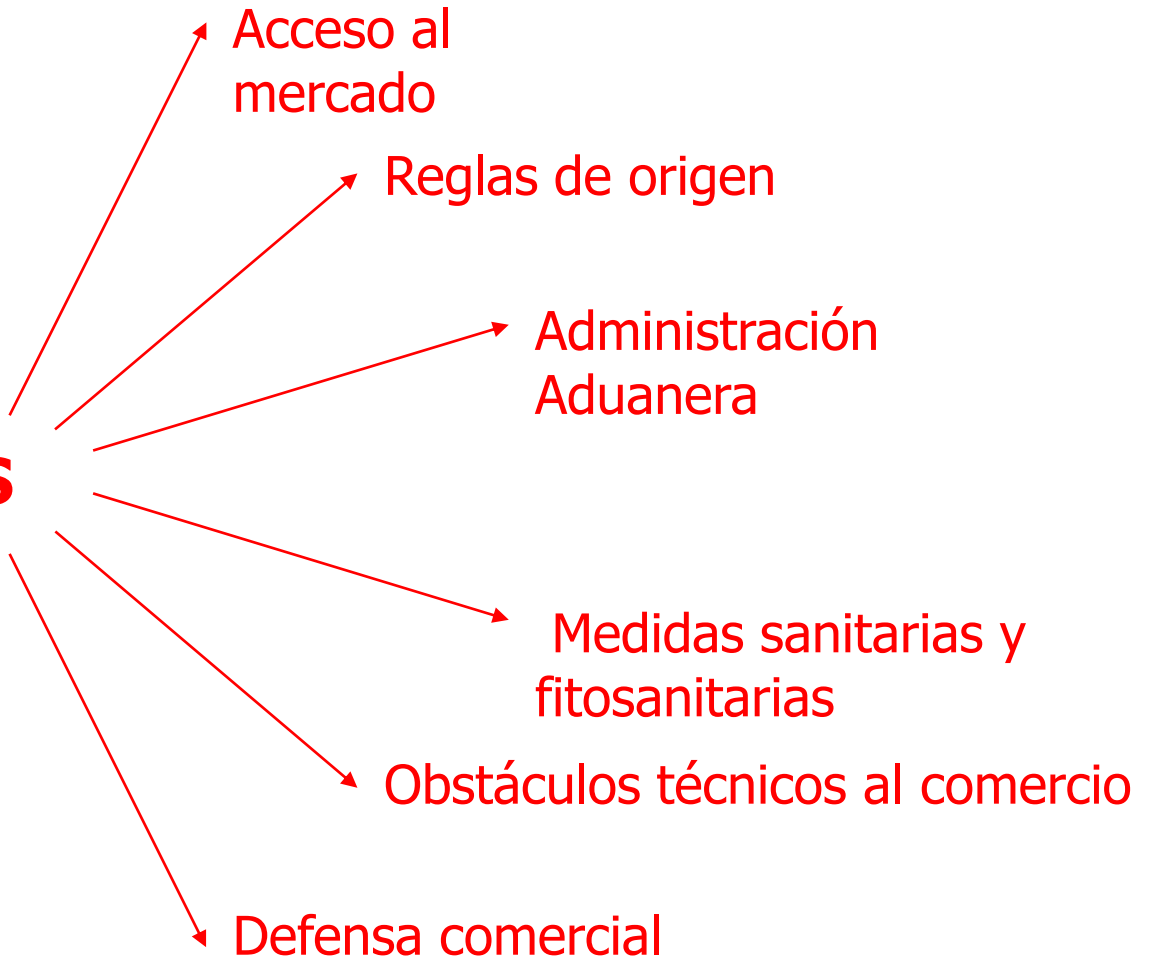 Acceso al
mercado
Reglas de origen
Administración
Aduanera
s
Medidas sanitarias y
fitosanitarias
Obstáculos técnicos al comercio
Defensa comercial